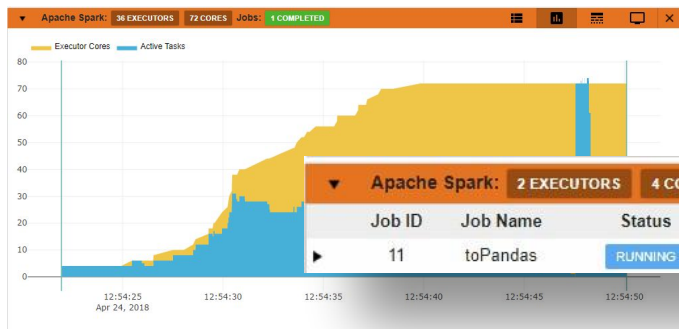 Apache Spark: 36 EXECUTORS 72 CORES Jobs: 1 COMPLETED
Executor Cores Active Tasks
80
70
60
50
40
30
20
10
0
12:54:25 12:54:30 12:54:35 12:54:40 12:54:45 12:54:50
Apr 24, 2018
Apache Spark: 2 EXECUTORS 4
Job ID Job Name Status
11 toPandas RUNNING